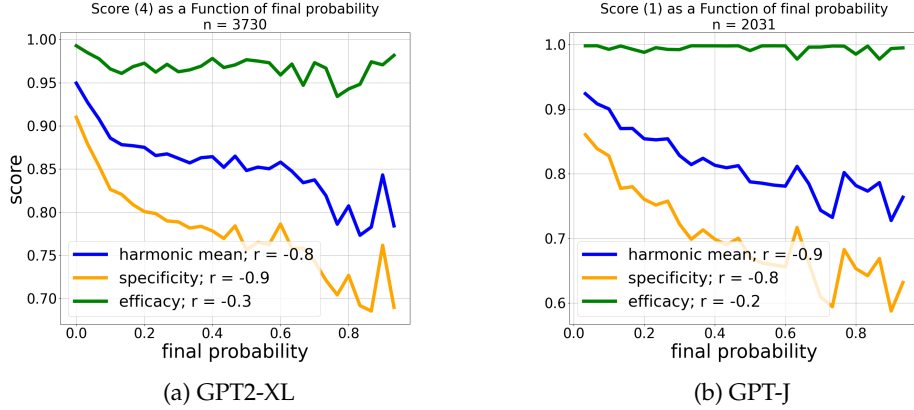 Score (4) as a Function of final probability
n = 3730
1.00
0.95
0.90
0.85
0.80
0.75
0.70
score
harmonic mean; r = -0.8
specificity; r = -0.9
efficacy; r = -0.3
0.0 0.2 0.4 0.6 0.8
final probability
(a) GPT2-XL
Score (1) as a Function of final probability
n = 2031
1.0
0.9
0.8
0.7
0.6
harmonic mean; r = -0.9
specificity; r = -0.8
efficacy; r = -0.2
0.0 0.2 0.4 0.6 0.8
final probability
(b) GPT-J